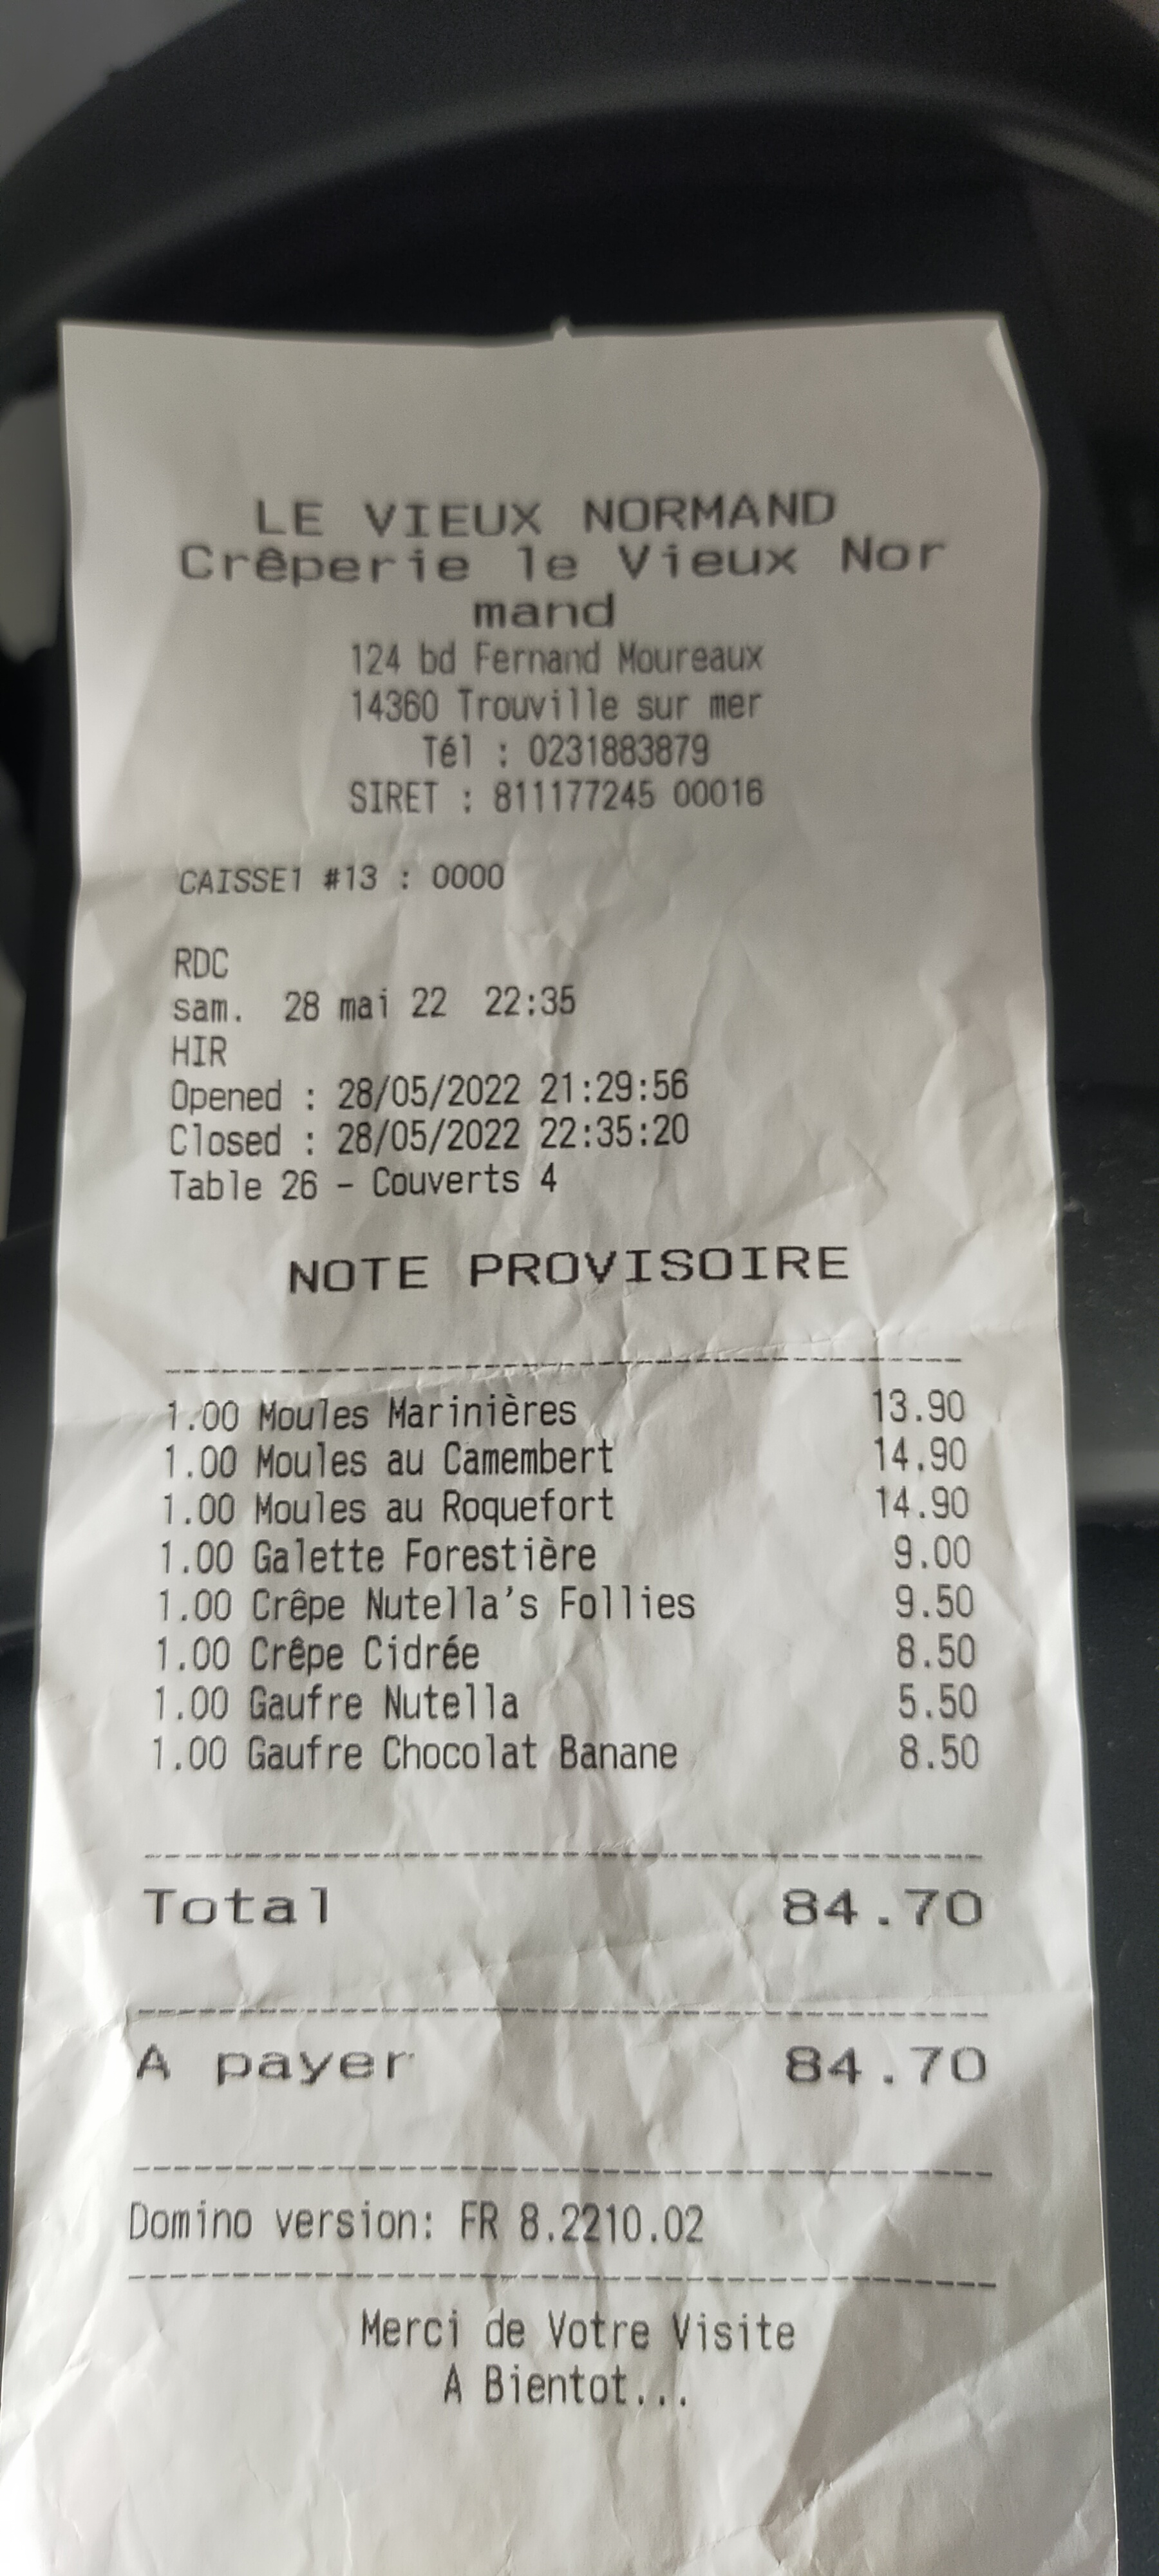 LE VIEUX NORMAND
Crêperie le Vieux Nor
mand
124 bd Fernand Moureaux
14360 Trouville sur mer
Tél : 0231883879
SIRET : 811177245 00016
CAISSE1 #13 : 0000
RDC
sam. 28 mai 22 22:35
HIR
Opened : 28/05/2022 21:29:56
Closed : 28/05/2022 22:35:20
Table 26 - Couverts 4
NOTE PROVISOIRE
1.00 Moules Marinières 13.90
1.00 Moules au Camembert 14.90
1.00 Moules au Roquefort 14.90
1.00 Galette Forestière 9.00
1.00 Crêpe Nutella's Follies 9.50
1.00 Crêpe Cidrée 8.50
1.00 Gaufre Nutella 5.50
1.00 Gaufre Chocolat Banane 8.50
Total 84.70
A payer 84.70
Domino version: FR 8.2210.02
Merci de Votre Visite
A Bientot...